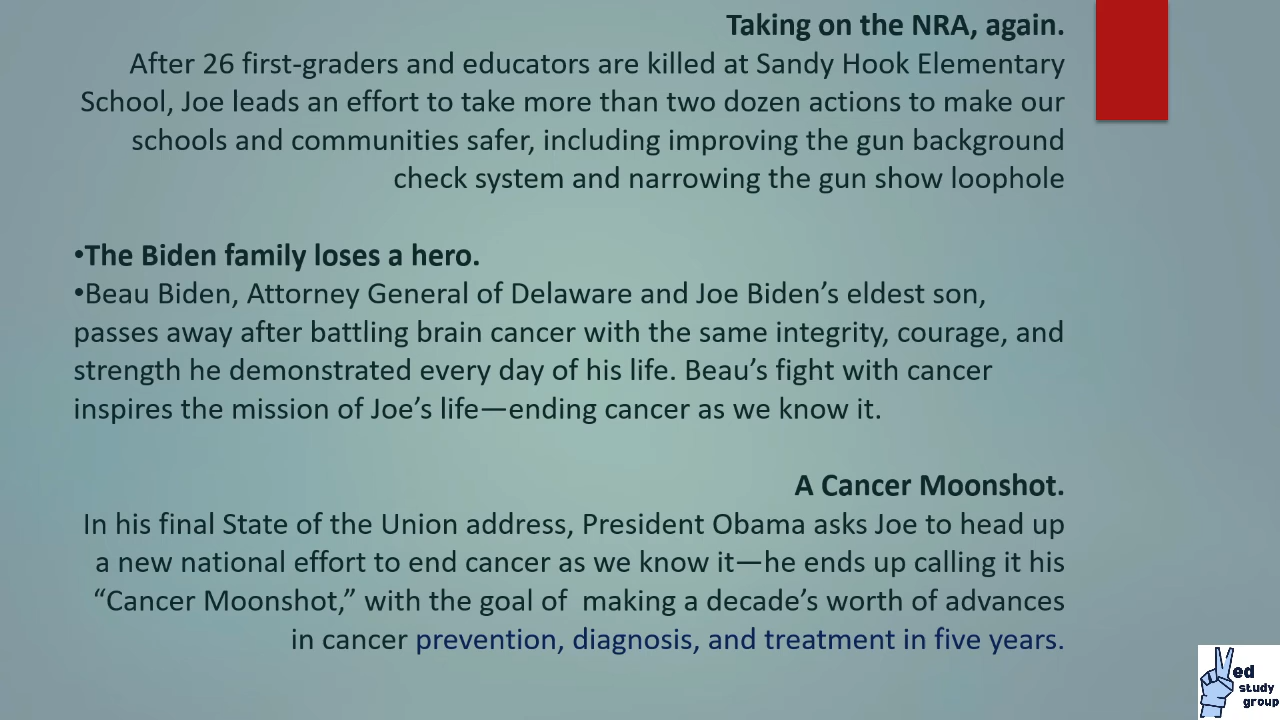 Taking on the NRA, again.
After 26 first-graders and educators are killed at Sandy Hook Elementary
School, Joe leads an effort to take more than two dozen actions to make our
schools and communities safer, including improving the gun background
check system and narrowing the gun show loophole
•The Biden family loses a hero.
•Beau Biden, Attorney General of Delaware and Joe Biden’s eldest son,
passes away after battling brain cancer with the same integrity, courage, and
strength he demonstrated every day of his life. Beau’s fight with cancer
inspires the mission of Joe’s life—ending cancer as we know it.
A Cancer Moonshot.
In his final State of the Union address, President Obama asks Joe to head up
a new national effort to end cancer as we know it—he ends up calling it his
“Cancer Moonshot,” with the goal of  making a decade’s worth of advances
in cancer prevention, diagnosis, and treatment in five years.
ed
study
group